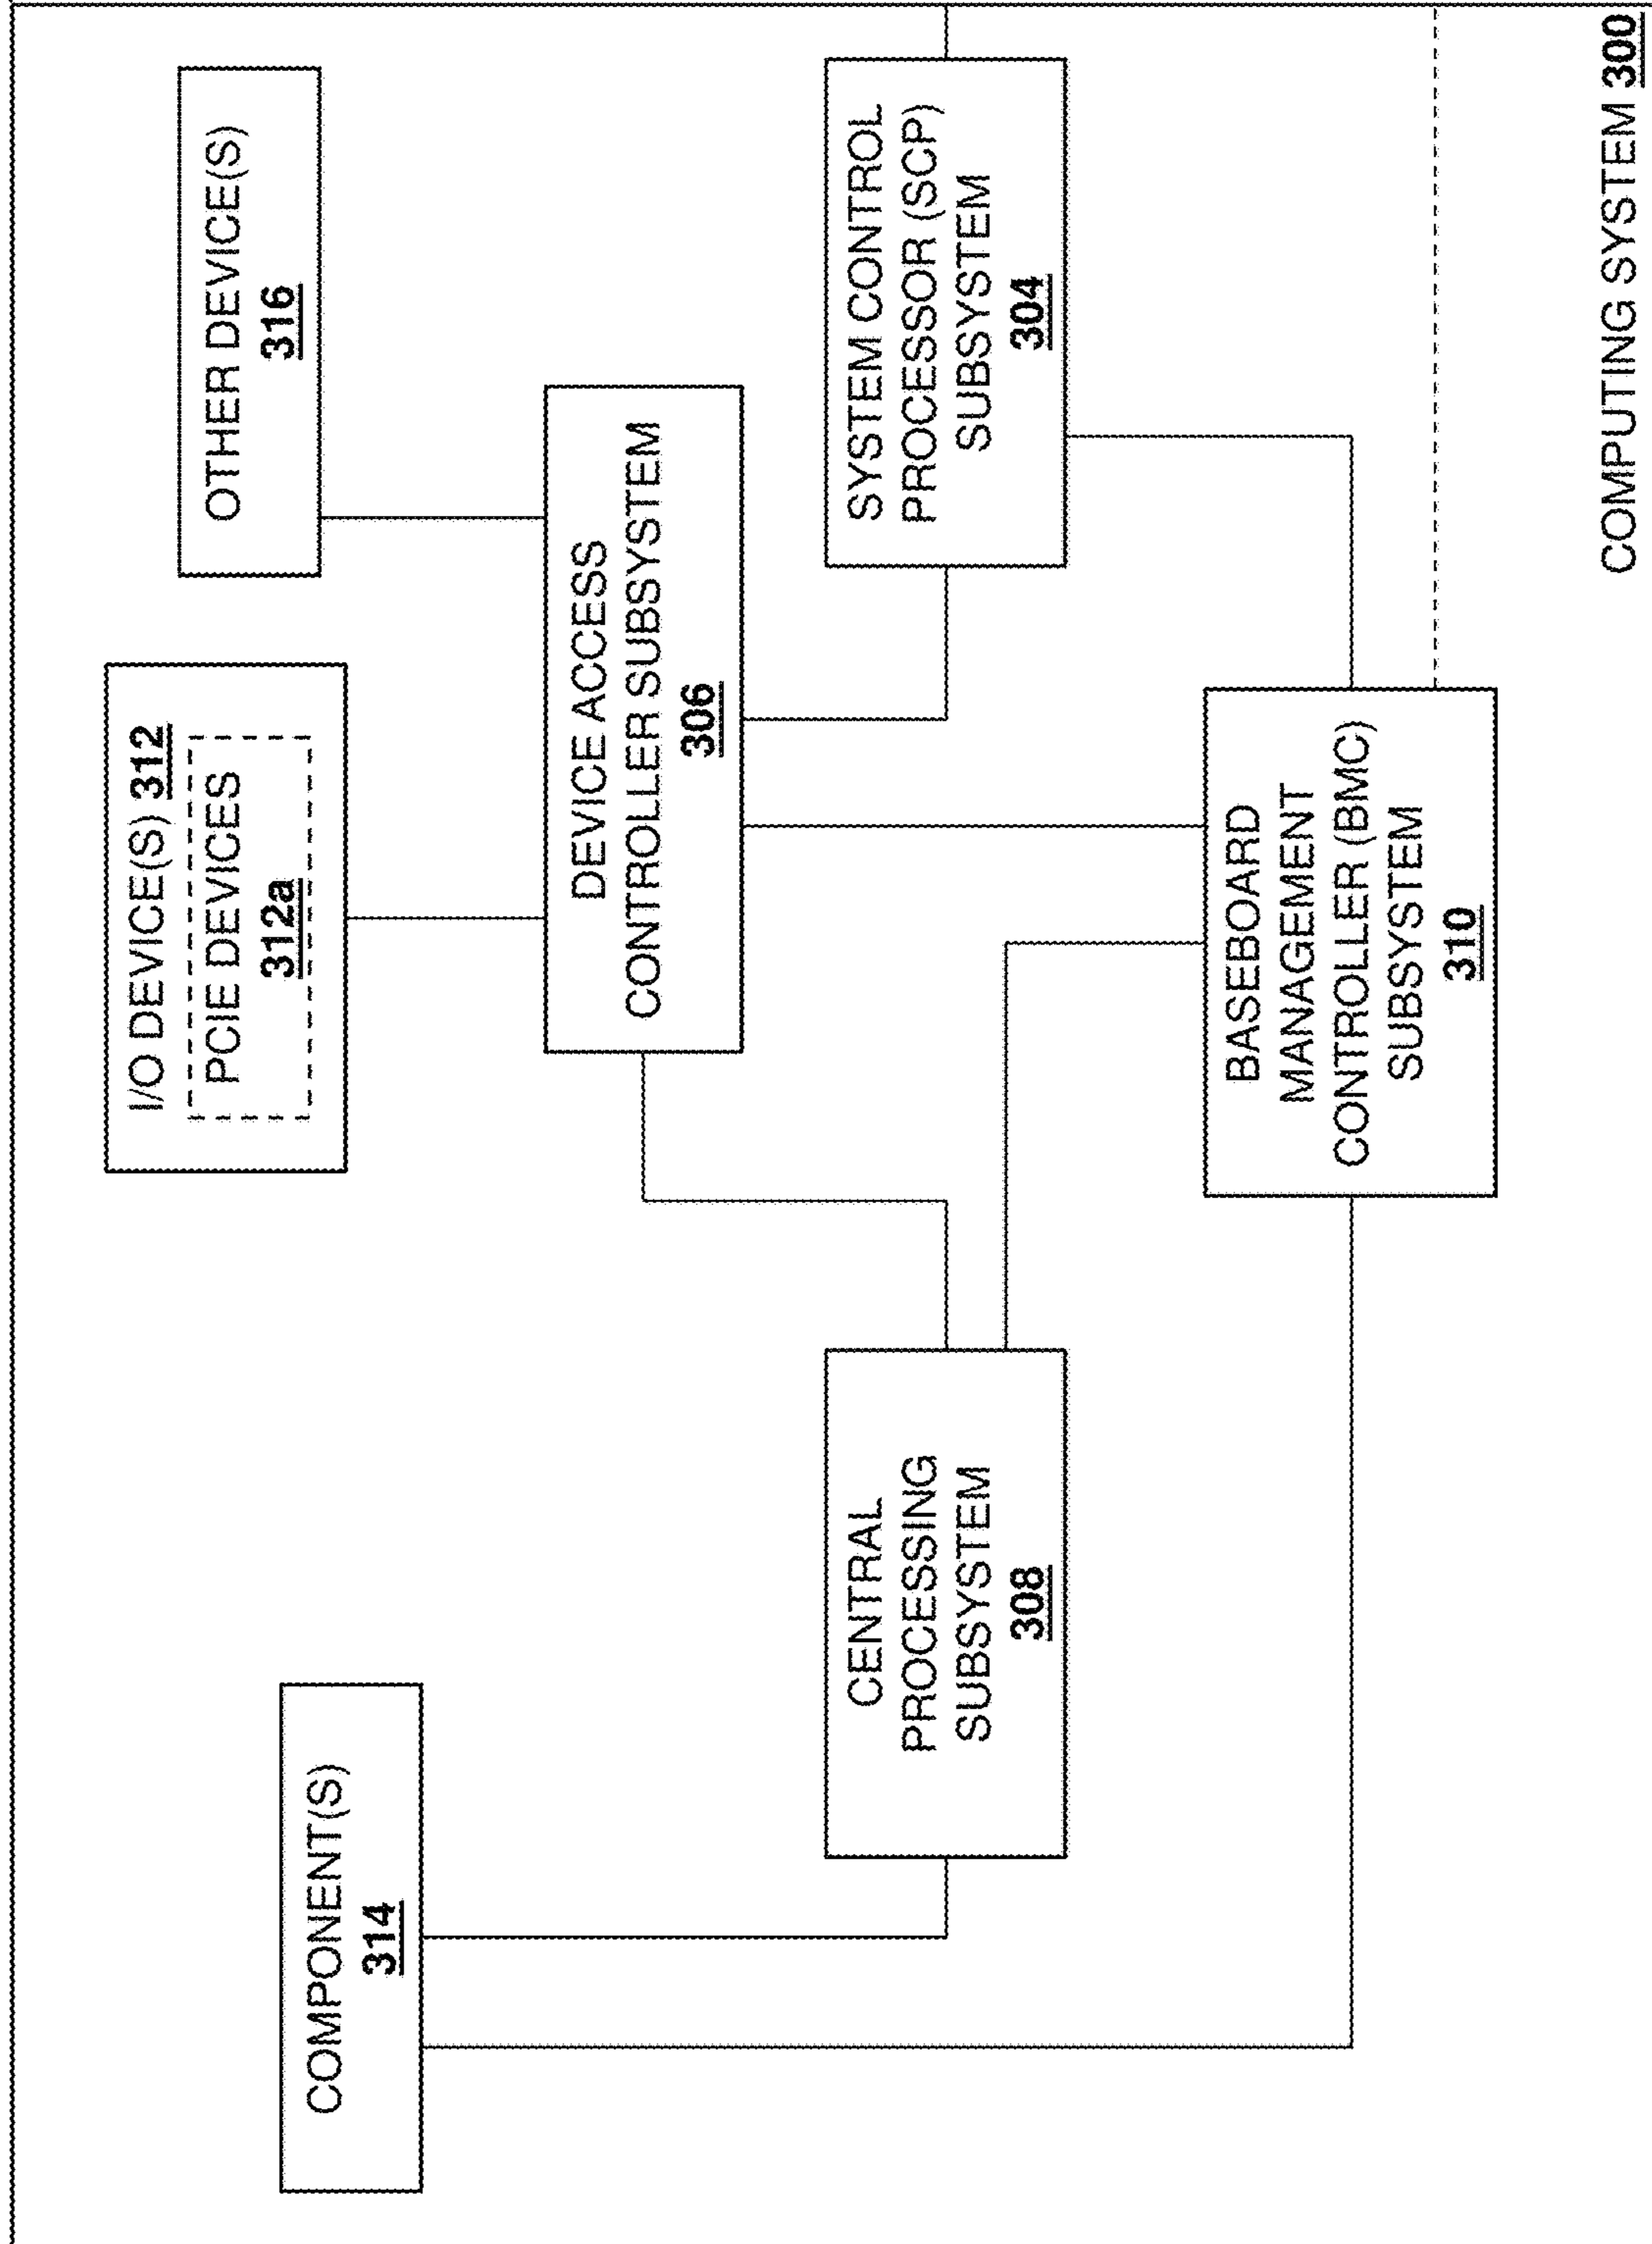 I/O DEVICE(S) 312
PCIE DEVICES
312a
OTHER DEVICE(S)
316
COMPONENT(S)
314
DEVICE ACCESS
CONTROLLER SUBSYSTEM
306
CENTRAL
PROCESSING
SUBSYSTEM
308
SYSTEM CONTROL
PROCESSOR (SCP)
SUBSYSTEM
304
BASEBOARD
MANAGEMENT
CONTROLLER (BMC)
SUBSYSTEM
310
COMPUTING SYSTEM 300